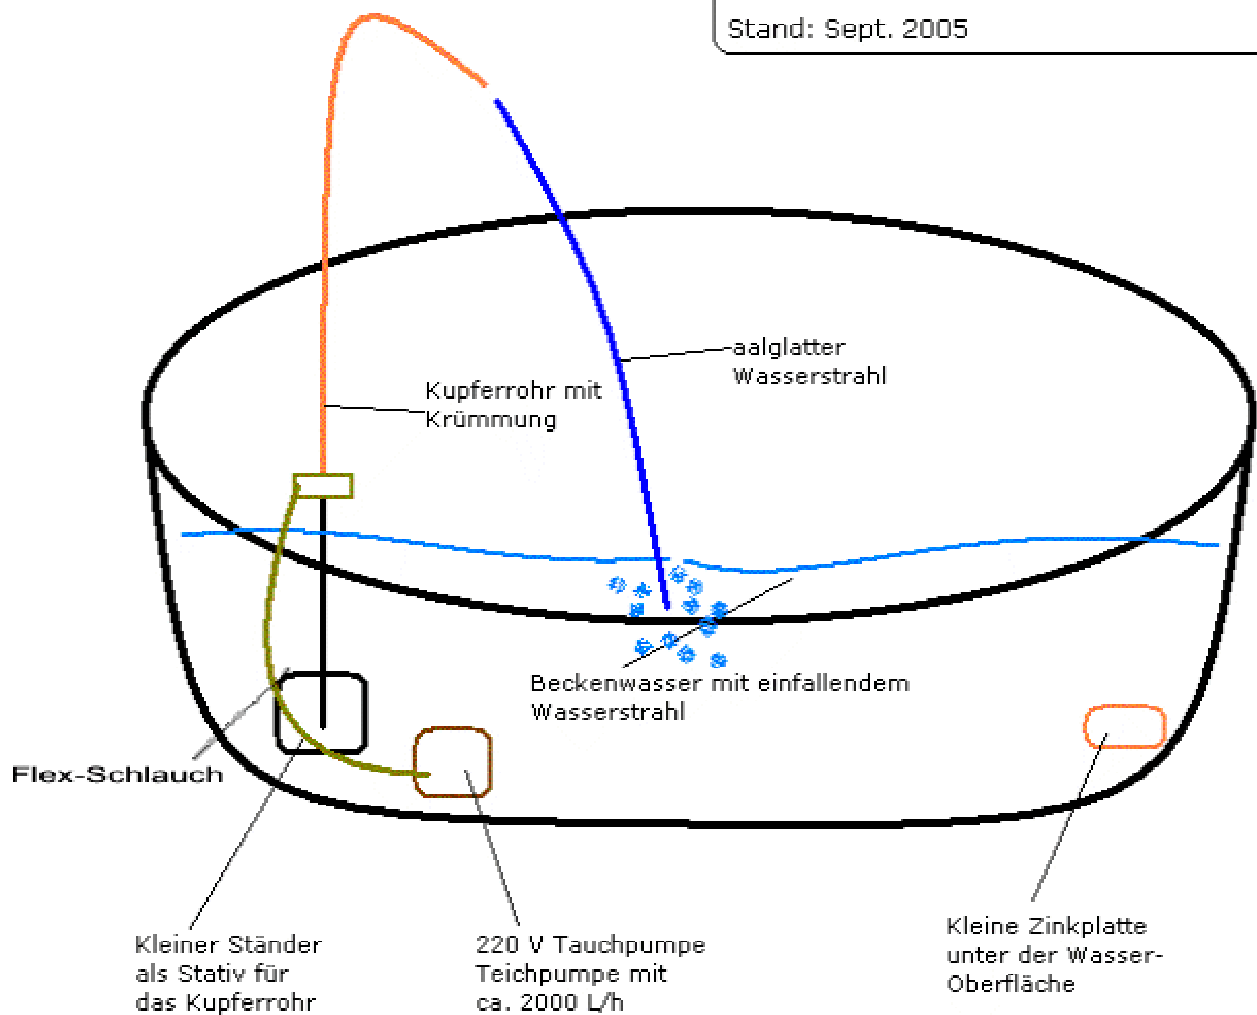 Stand: Sept. 2005
aalglatter
Wasserstrahl
Kupferrohr mit
Krümmung
Beckenwasser mit einfallendem
Wasserstrahl
Flex-Schlauch
Kleiner Ständer
als Stativ für
das Kupferrohr
220 V Tauchpumpe
Teichpumpe mit
ca. 2000 L/h
Kleine Zinkplatte
unter der Wasser-
Oberfläche